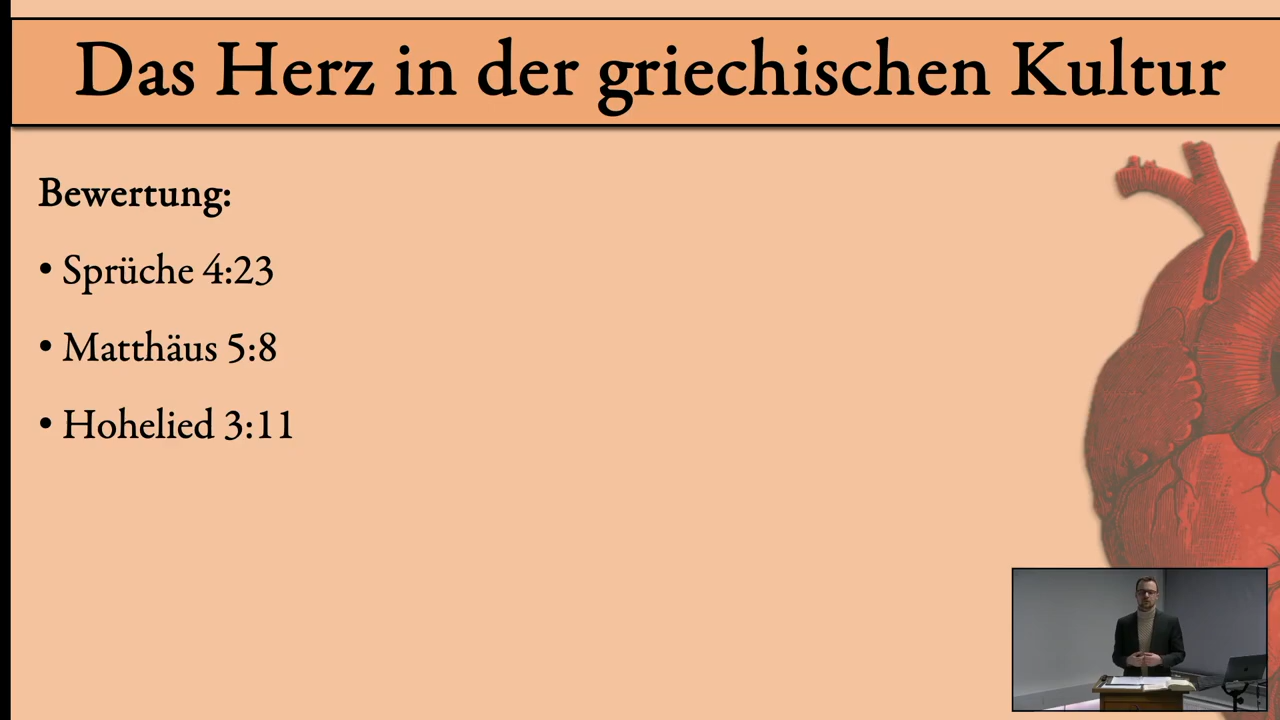 Das Herz in der griechischen Kultur
Bewertung:
• Sprüche 4:23
• Matthäus 5:8
• Hohelied 3:11